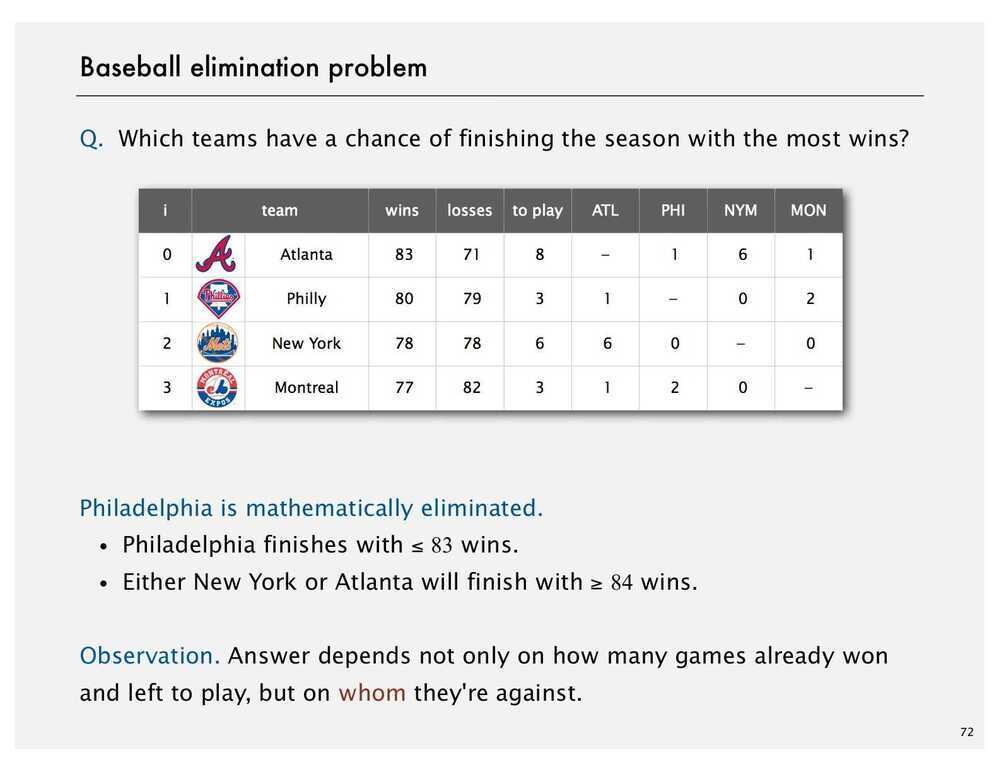 Baseball elimination problem
Q. Which teams have a chance of finishing the season with the most wins?
i team wins losses to play ATL PHI NYM MON
0 A Atlanta 83 71 8 – 1 6 1
1 Phillies Philly 80 79 3 1 – 0 2
2 Mets New York 78 78 6 6 0 – 0
3 MONTREAL EXPOS Montreal 77 82 3 1 2 0 –
Philadelphia is mathematically eliminated.
• Philadelphia finishes with ≤ 83 wins.
• Either New York or Atlanta will finish with ≥ 84 wins.
Observation. Answer depends not only on how many games already won
and left to play, but on whom they're against.
72